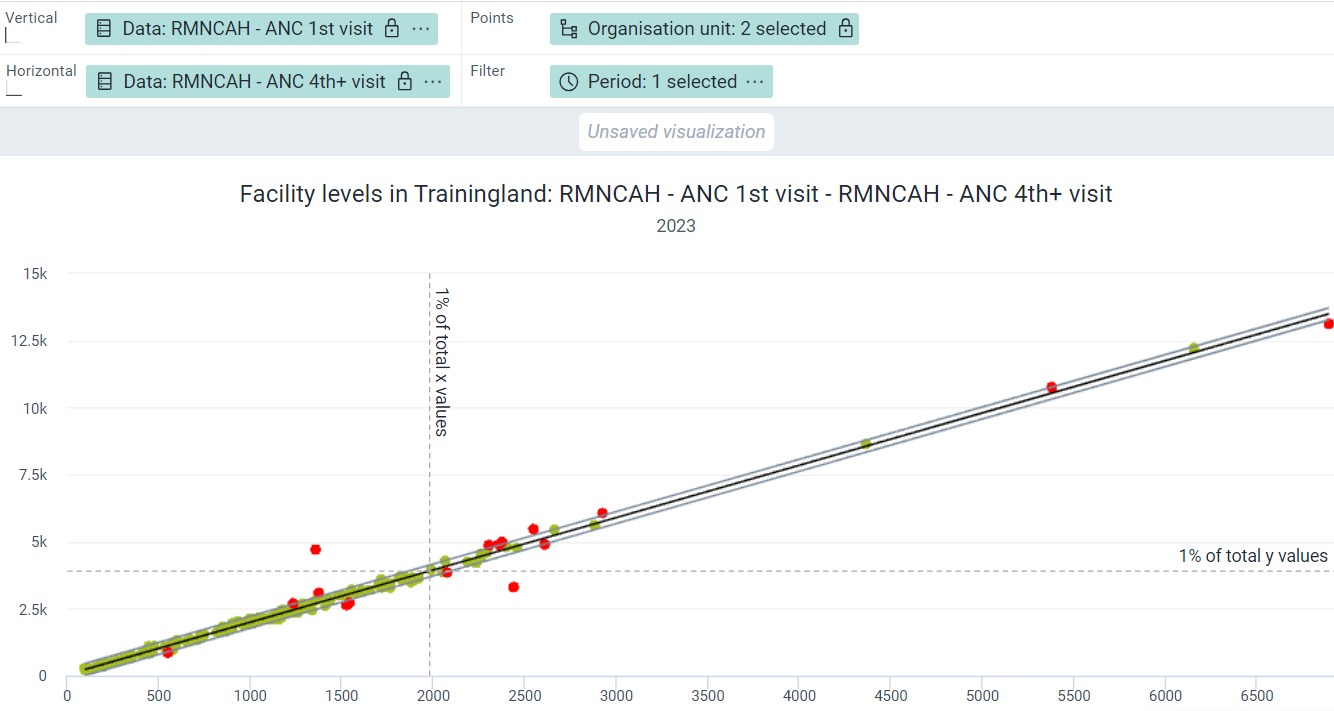 Vertical
Data: RMNCAH - ANC 1st visit
Points
Organisation unit: 2 selected
Horizontal
Data: RMNCAH - ANC 4th+ visit
Filter
Period: 1 selected
Unsaved visualization
Facility levels in Trainingland: RMNCAH - ANC 1st visit - RMNCAH - ANC 4th+ visit
2023
15k
12.5k
10k
7.5k
5k
2.5k
0
1% of total x values
1% of total y values
0 500 1000 1500 2000 2500 3000 3500 4000 4500 5000 5500 6000 6500